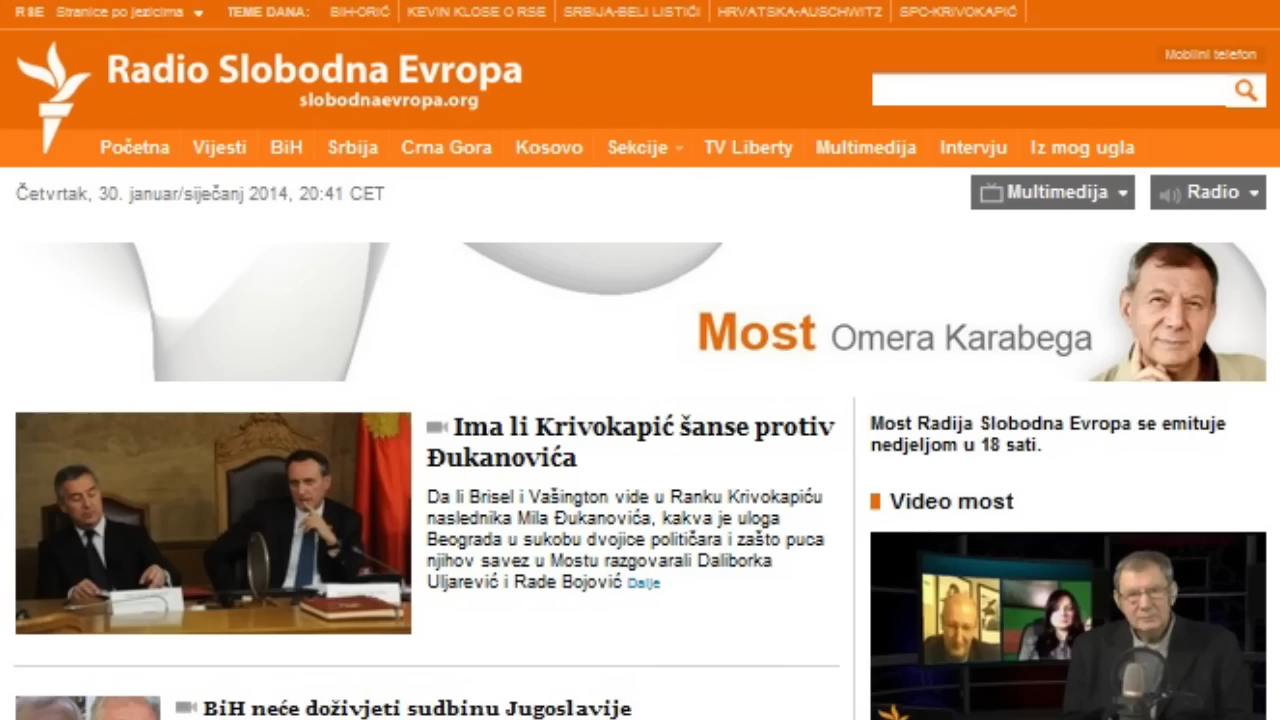 RSE Stranice po jezicima TEME DANA: BIH-ORIĆ KEVIN KLOSE O RSE SRBIJA-BELI LISTIĆI HRVATSKA-AUSCHWITZ SPC-KRIVOKAPIĆ
Mobilni telefon
Radio Slobodna Evropa
slobodnaevropa.org
Početna Vijesti BiH Srbija Crna Gora Kosovo Sekcije TV Liberty Multimedija Intervju Iz mog ugla
Četvrtak, 30. januar/siječanj 2014, 20:41 CET
Multimedija Radio
Most Omera Karabega
Ima li Krivokapić šanse protiv
Đukanovića
Da li Brisel i Vašington vide u Ranku Krivokapiću
naslednika Mila Đukanovića, kakva je uloga
Beograda u sukobu dvojice političara i zašto puca
njihov savez u Mostu razgovarali Daliborka
Uljarević i Rade Bojović Dalje
Most Radija Slobodna Evropa se emituje
nedjeljom u 18 sati.
Video most
BiH neće doživjeti sudbinu Jugoslavije